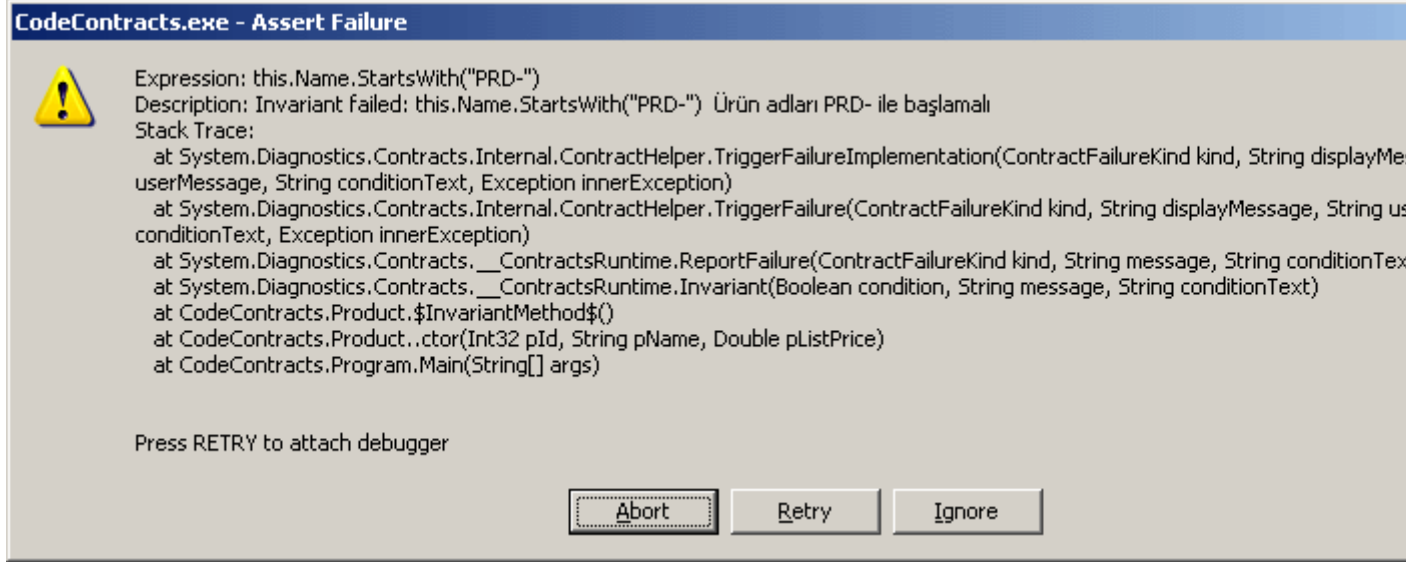 CodeContracts.exe - Assert Failure
Expression: this.Name.StartsWith("PRD-")
Description: Invariant failed: this.Name.StartsWith("PRD-")  Ürün adları PRD- ile başlamalı
Stack Trace:
at System.Diagnostics.Contracts.Internal.ContractHelper.TriggerFailureImplementation(ContractFailureKind kind, String
userMessage, String conditionText, Exception innerException)
at System.Diagnostics.Contracts.Internal.ContractHelper.TriggerFailure(ContractFailureKind kind, String displayMessage, String
conditionText, Exception innerException)
at System.Diagnostics.Contracts.__ContractsRuntime.ReportFailure(ContractFailureKind kind, String message, String
at System.Diagnostics.Contracts.__ContractsRuntime.Invariant(Boolean condition, String message, String conditionText)
at CodeContracts.Product.$InvariantMethod$()
at CodeContracts.Product..ctor(Int32 pId, String pName, Double pListPrice)
at CodeContracts.Program.Main(String[] args)
Press RETRY to attach debugger
Abort Retry Ignore